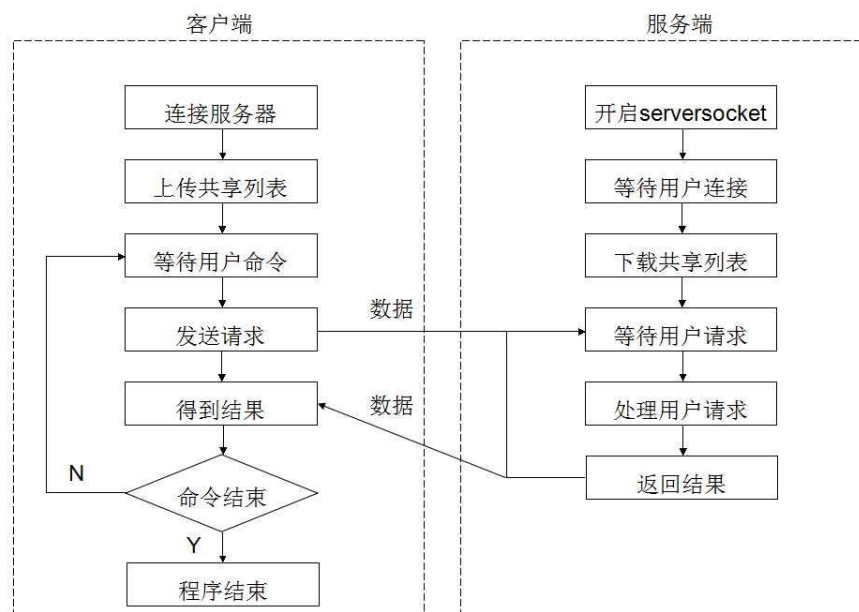 客户端
连接服务器
上传共享列表
等待用户命令
发送请求
得到结果
N
命令结束
Y
程序结束
数据
数据
服务端
开启serversocket
等待用户连接
下载共享列表
等待用户请求
处理用户请求
返回结果